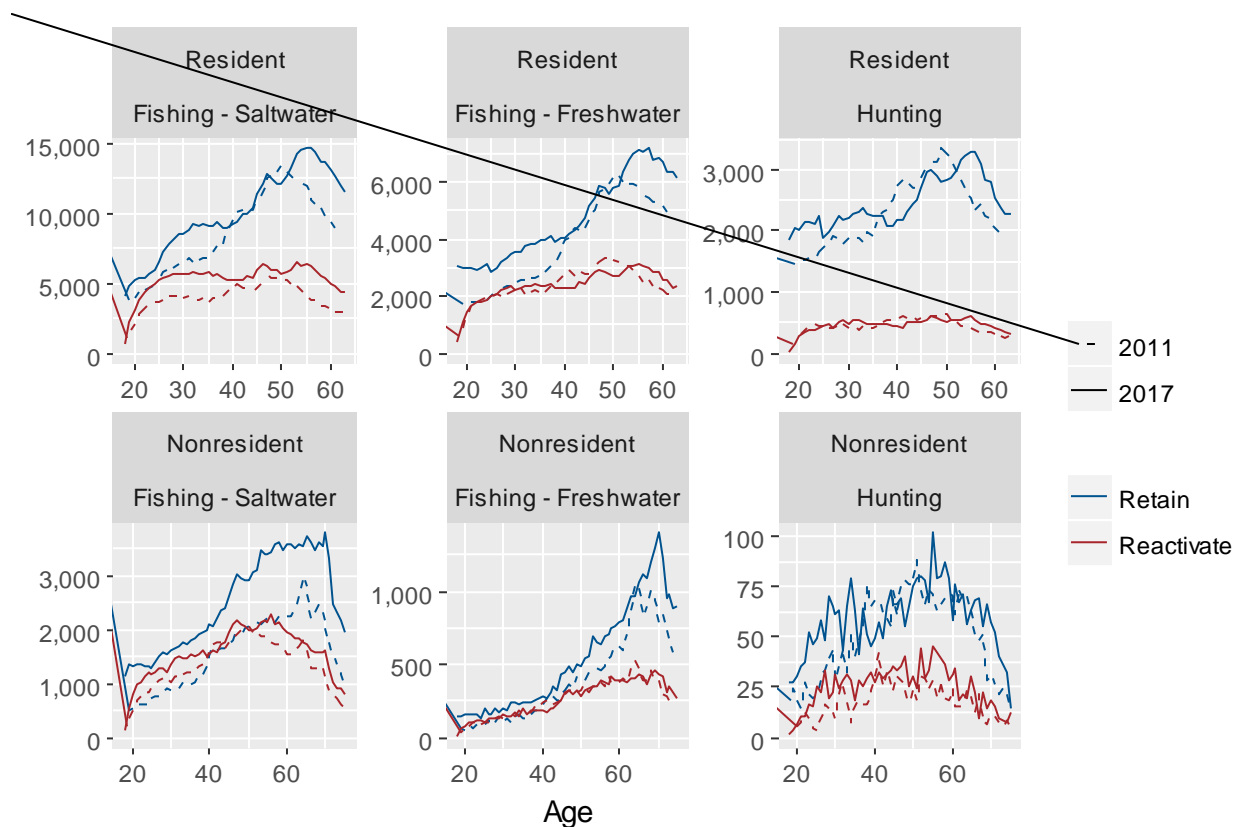 Resident
Fishing - Saltwater
Resident
Fishing - Freshwater
Resident
Hunting
15,000
10,000
5,000
0
6,000
4,000
2,000
0
3,000
2,000
1,000
0
20 30 40 50 60
20 30 40 50 60
20 30 40 50 60
2011
2017
Nonresident
Fishing - Saltwater
Nonresident
Fishing - Freshwater
Nonresident
Hunting
3,000
2,000
1,000
0
1,000
500
0
100
75
50
25
0
20 40 60
20 40 60
20 40 60
Retain
Reactivate
Age